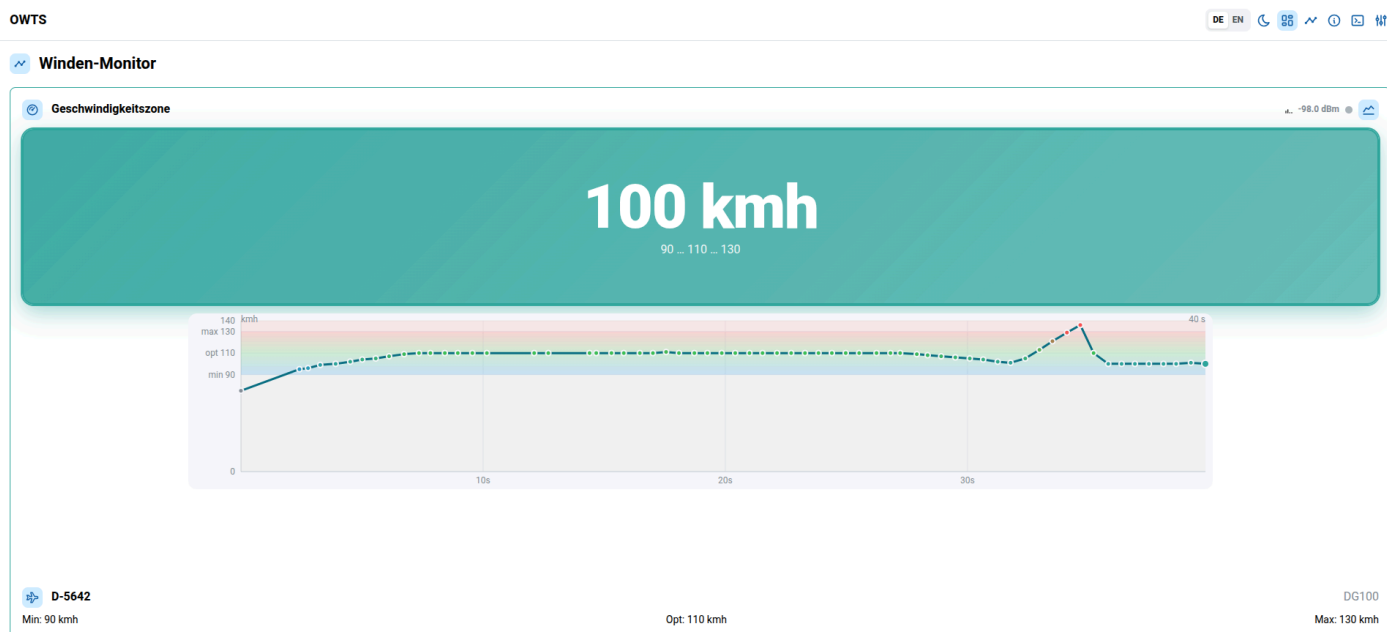 OWTS
DE EN
Winden-Monitor
Geschwindigkeitszone
-98.0 dBm
100 kmh
90 ... 110 ... 130
140 kmh
40 s
max 130
opt 110
min 90
0
10s 20s 30s
D-5642
DG100
Min: 90 kmh
Opt: 110 kmh
Max: 130 kmh